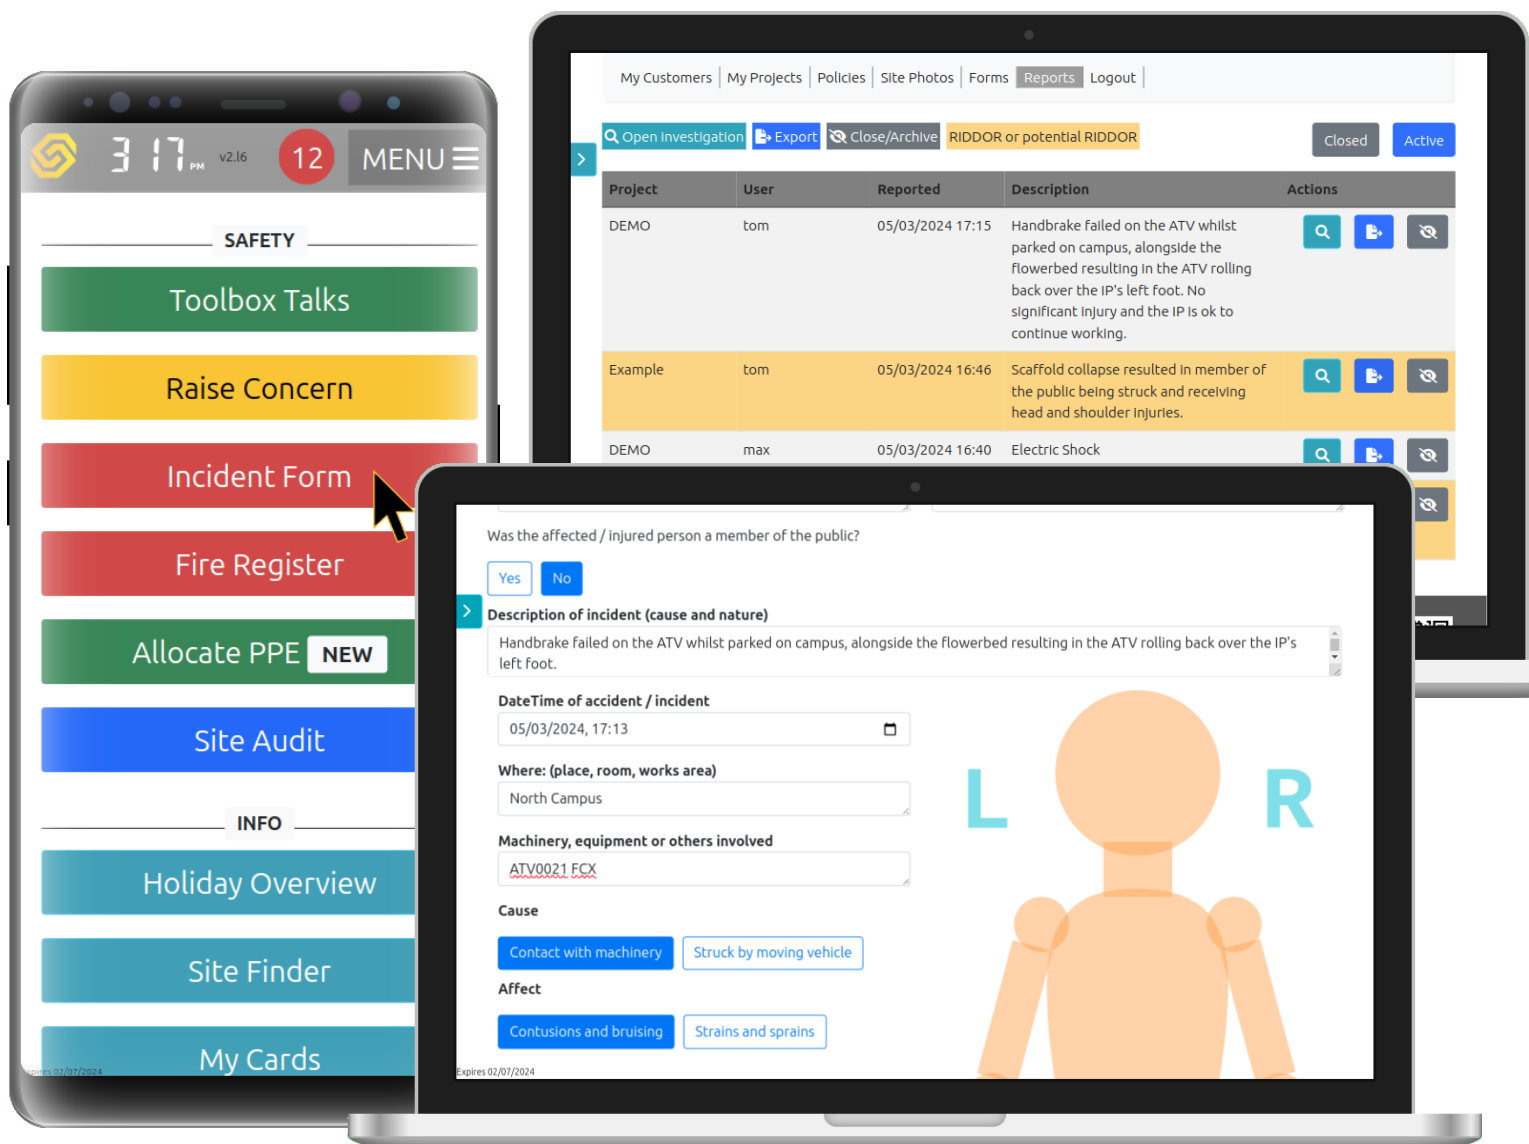 3 17 PM v2.16 12 MENU
SAFETY
Toolbox Talks
Raise Concern
Incident Form
Fire Register
Allocate PPE NEW
Site Audit
INFO
Holiday Overview
Site Finder
My Cards
xpires 02/07/2024
My Customers My Projects Policies Site Photos Forms Reports Logout
Open Investigation Export Close/Archive RIDDOR or potential RIDDOR Closed Active
Project User Reported Description Actions
DEMO tom 05/03/2024 17:15 Handbrake failed on the ATV whilst
parked on campus, alongside the
flowerbed resulting in the ATV rolling
back over the IP's left foot. No
significant injury and the IP is ok to
continue working.
Example tom 05/03/2024 16:46 Scaffold collapse resulted in member of
the public being struck and receiving
head and shoulder injuries.
DEMO max 05/03/2024 16:40 Electric Shock
Was the affected / injured person a member of the public?
Yes No
Description of incident (cause and nature)
Handbrake failed on the ATV whilst parked on campus, alongside the flowerbed resulting in the ATV rolling back over the IP's
left foot.
DateTime of accident / incident
05/03/2024, 17:13
Where: (place, room, works area)
North Campus
Machinery, equipment or others involved
ATV0021 FCX
Cause
Contact with machinery Struck by moving vehicle
Affect
Contusions and bruising Strains and sprains
L R
Expires 02/07/2024